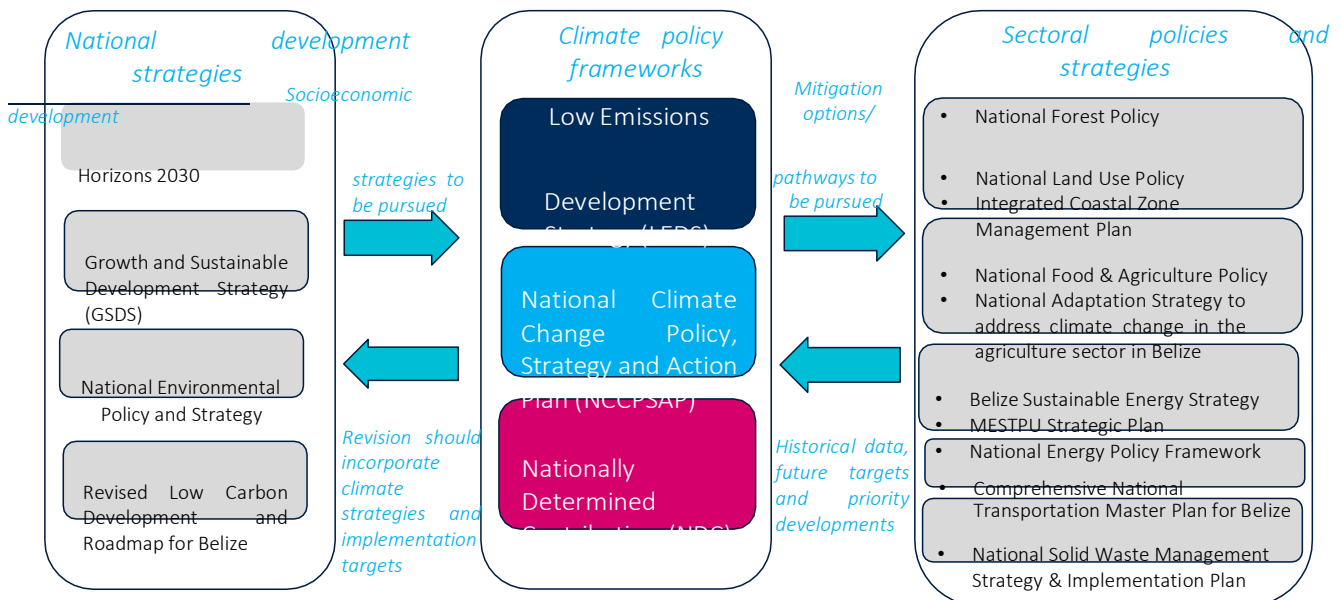 National development
strategies
Socioeconomic
development
Horizons 2030
Growth and Sustainable
Development Strategy
(GSDS)
National Environmental
Policy and Strategy
Revised Low Carbon
Development and
Roadmap for Belize
strategies to
be pursued
Revision should
incorporate
climate
strategies and
implementation
targets
Climate policy
frameworks
Low Emissions
Development
Strategy (LEDS)
National Climate
Change Policy,
Strategy and Action
Plan (NCCPSAP)
Nationally
Determined
Contribution (NDC)
Mitigation
options/
pathways to
be pursued
Historical data,
future targets
and priority
developments
Sectoral policies and
strategies
• National Forest Policy
• National Land Use Policy
• Integrated Coastal Zone
Management Plan
• National Food & Agriculture Policy
• National Adaptation Strategy to
address climate change in the
agriculture sector in Belize
• Belize Sustainable Energy Strategy
• MESTPU Strategic Plan
• National Energy Policy Framework
• Comprehensive National
Transportation Master Plan for Belize
• National Solid Waste Management
Strategy & Implementation Plan